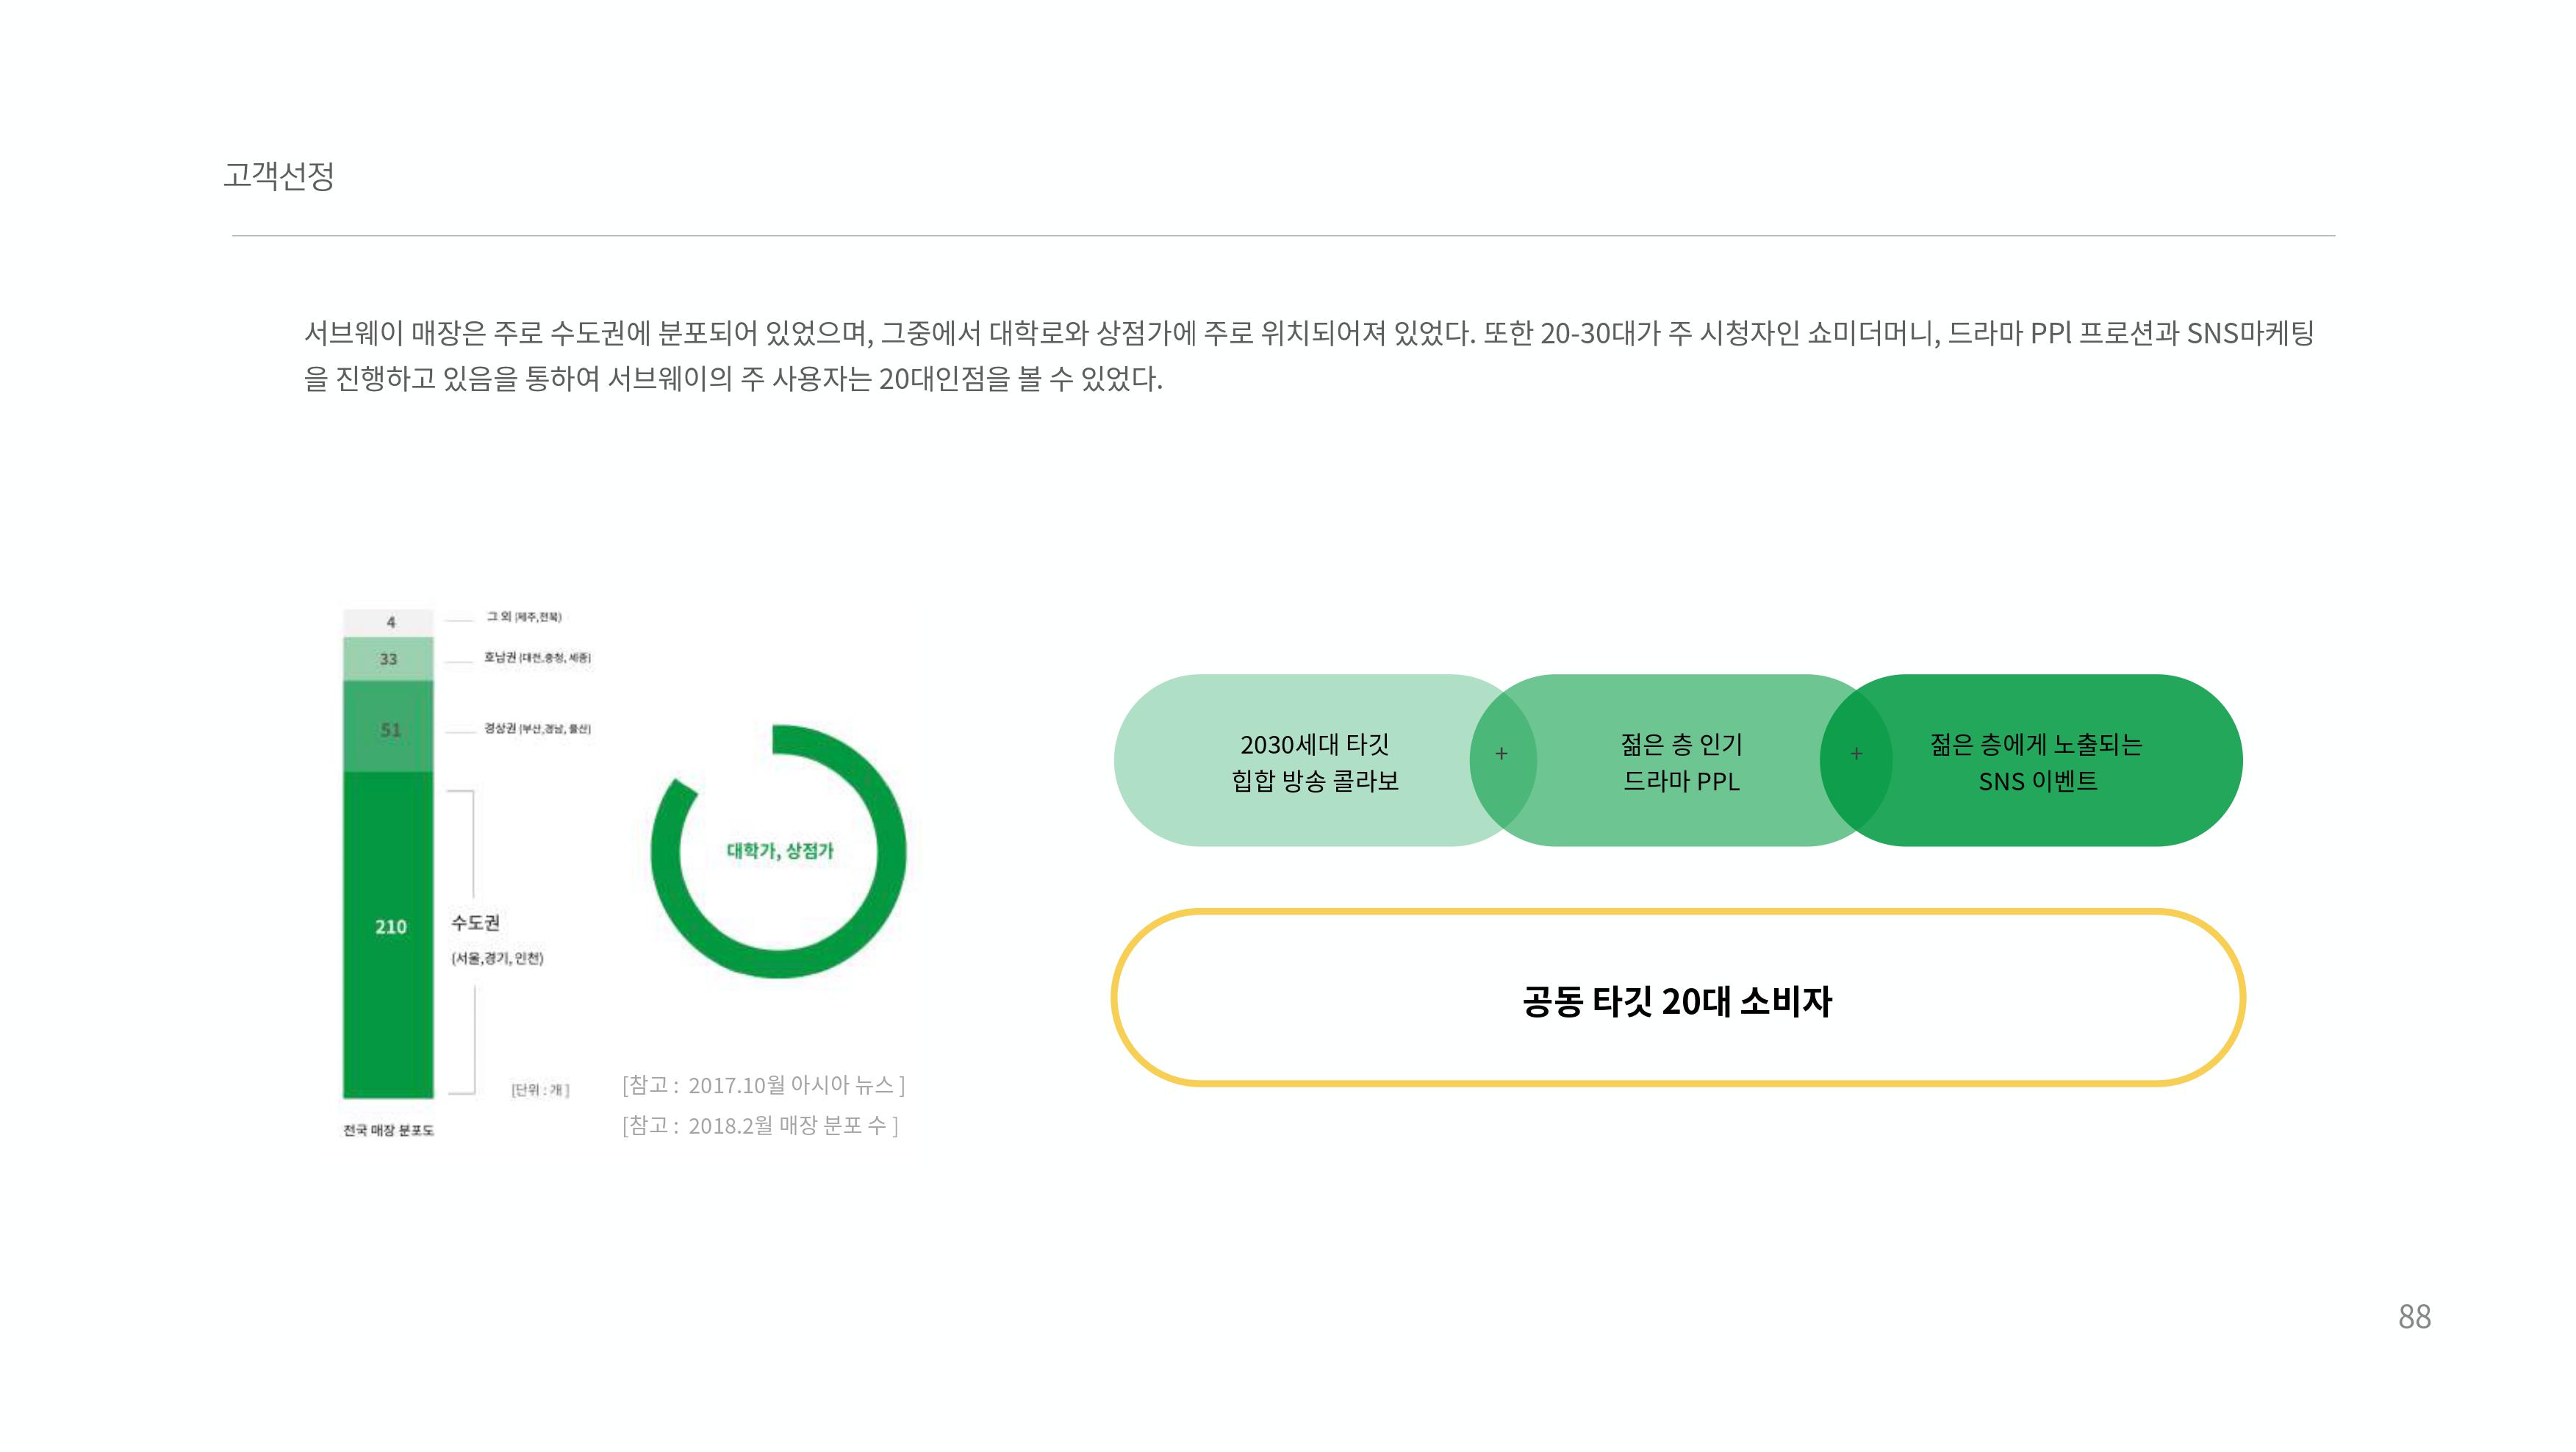 고객선정
서브웨이 매장은 주로 수도권에 분포되어 있었으며, 그중에서 대학로와 상점가에 주로 위치되어져 있었다. 또한 20-30대가 주 시청자인 쇼미더머니, 드라마 PPl 프로션과 SNS마케팅
을 진행하고 있음을 통하여 서브웨이의 주 사용자는 20대인점을 볼 수 있었다.
4
그 외 (제주,전북)
33
호남권 (대전,충청, 세종)
51
경상권 (부산,경남, 울산)
210
수도권
(서울,경기, 인천)
[단위 : 개 ]
전국 매장 분포도
대학가, 상점가
[참고 : 2017.10월 아시아 뉴스 ]
[참고 : 2018.2월 매장 분포 수 ]
2030세대 타깃
힙합 방송 콜라보
+
젊은 층 인기
드라마 PPL
+
젊은 층에게 노출되는
SNS 이벤트
공동 타깃 20대 소비자
88